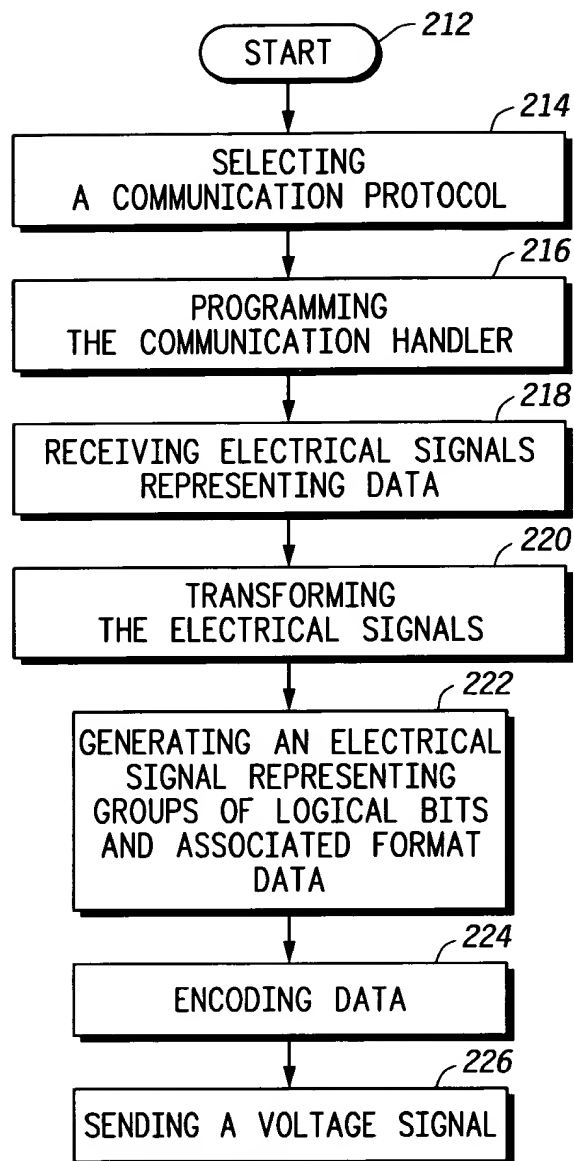 212
START
214
SELECTING
A COMMUNICATION PROTOCOL
216
PROGRAMMING
THE COMMUNICATION HANDLER
218
RECEIVING ELECTRICAL SIGNALS
REPRESENTING DATA
220
TRANSFORMING
THE ELECTRICAL SIGNALS
222
GENERATING AN ELECTRICAL
SIGNAL REPRESENTING
GROUPS OF LOGICAL BITS
AND ASSOCIATED FORMAT
DATA
224
ENCODING DATA
226
SENDING A VOLTAGE SIGNAL